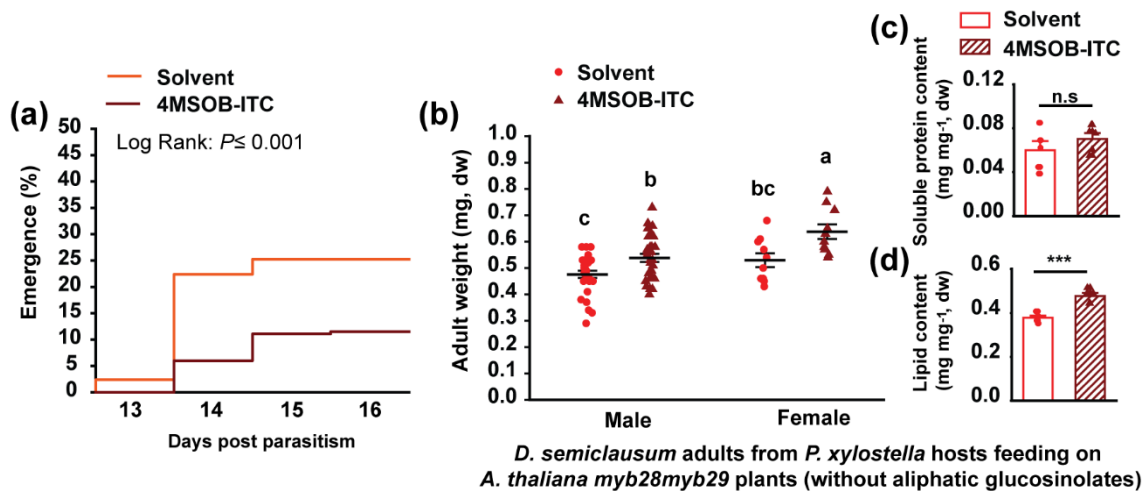 (a)
Solvent
4MSOB-ITC
Log Rank: P≤ 0.001
Emergence (%)
50
45
40
35
30
25
20
15
10
5
0
13 14 15 16
Days post parasitism
(b)
Solvent
4MSOB-ITC
Adult weight (mg, dw)
1.0
0.9
0.8
0.7
0.6
0.5
0.4
0.3
0.2
0.1
0.0
c
b
bc
a
Male Female
D. semiclausum adults from P. xylostella hosts feeding on
A. thaliana myb28myb29 plants (without aliphatic glucosinolates)
(c)
Solvent
4MSOB-ITC
Soluble protein content
(mg mg-1, dw)
0.12
0.08
0.04
0.00
n.s
(d)
Lipid content
(mg mg-1, dw)
0.6
0.4
0.2
0.0
***